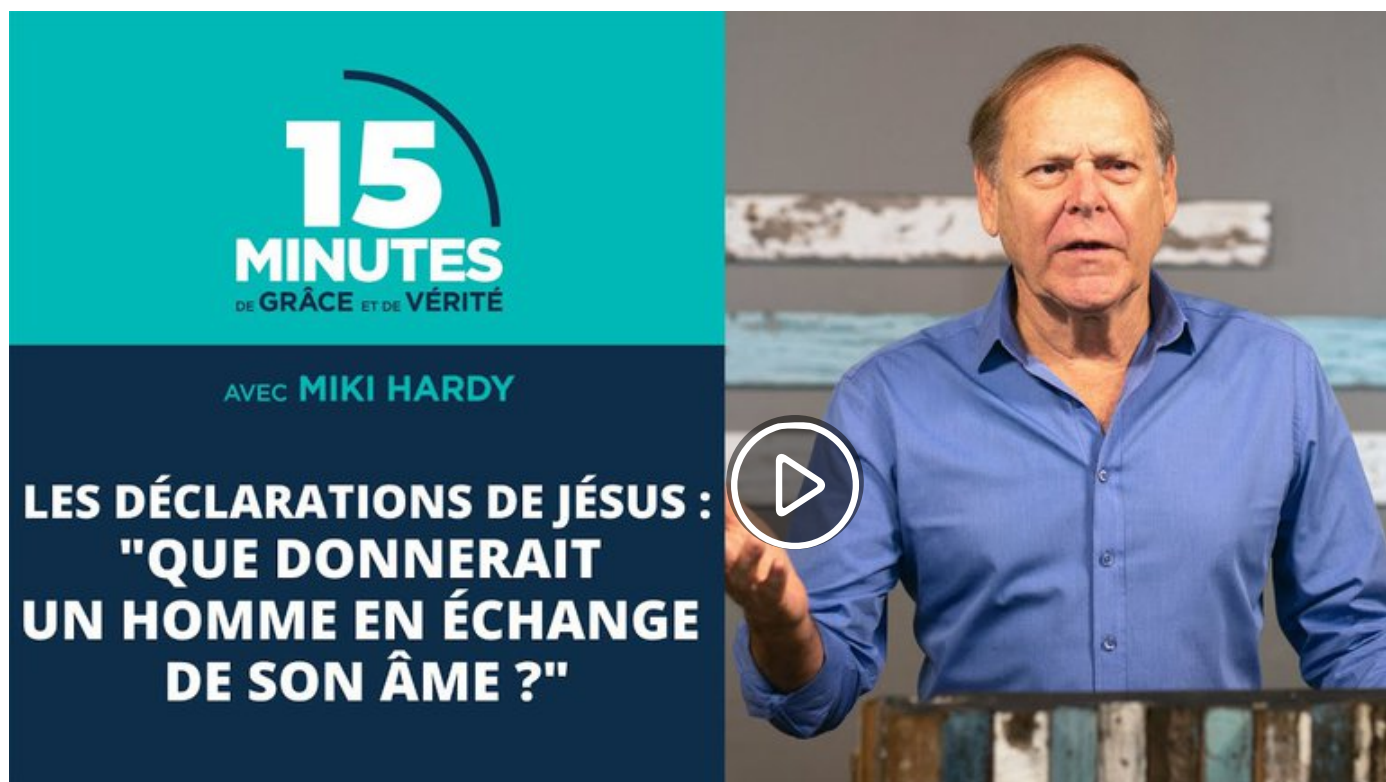 15
MINUTES
DE GRÂCE ET DE VÉRITÉ
AVEC MIKI HARDY
LES DÉCLARATIONS DE JÉSUS :
"QUE DONNERAIT
UN HOMME EN ÉCHANGE
DE SON ÂME ?"